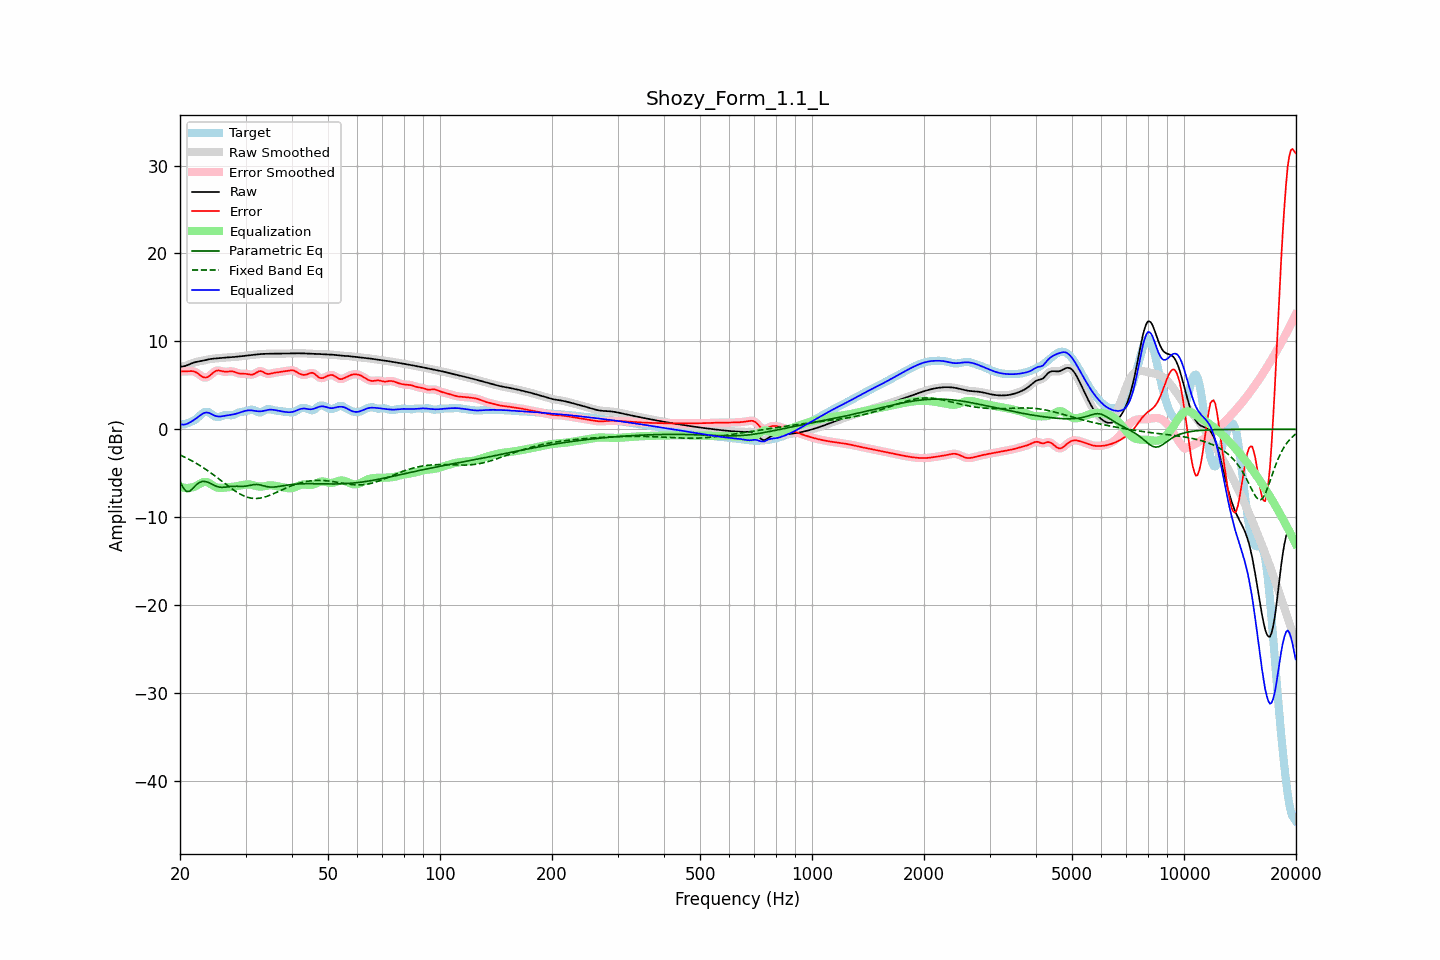 Shozy_Form_1.1_L
Target
Raw Smoothed
Error Smoothed
Raw
Error
Equalization
Parametric Eq
Fixed Band Eq
Equalized
30
20
10
0
−10
−20
−30
−40
Amplitude (dBr)
20
50
100
200
500
1000
2000
5000
10000
20000
Frequency (Hz)